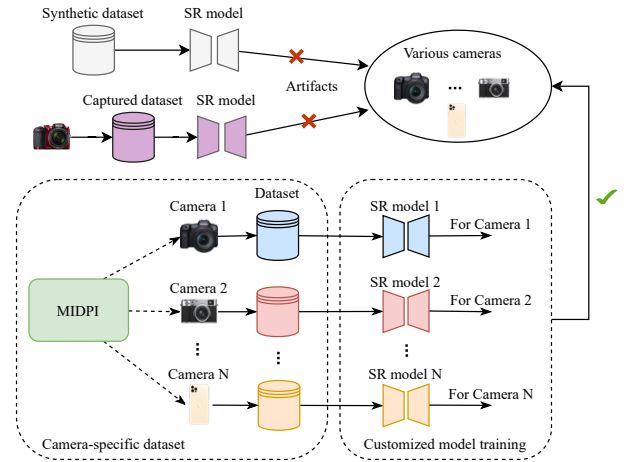 Synthetic dataset
SR model
Various cameras
...
Artifacts
Captured dataset
SR model
Dataset
Camera 1
SR model 1
For Camera 1
MIDPI
Camera 2
SR model 2
For Camera 2
Camera N
SR model N
For Camera N
Camera-specific dataset
Customized model training